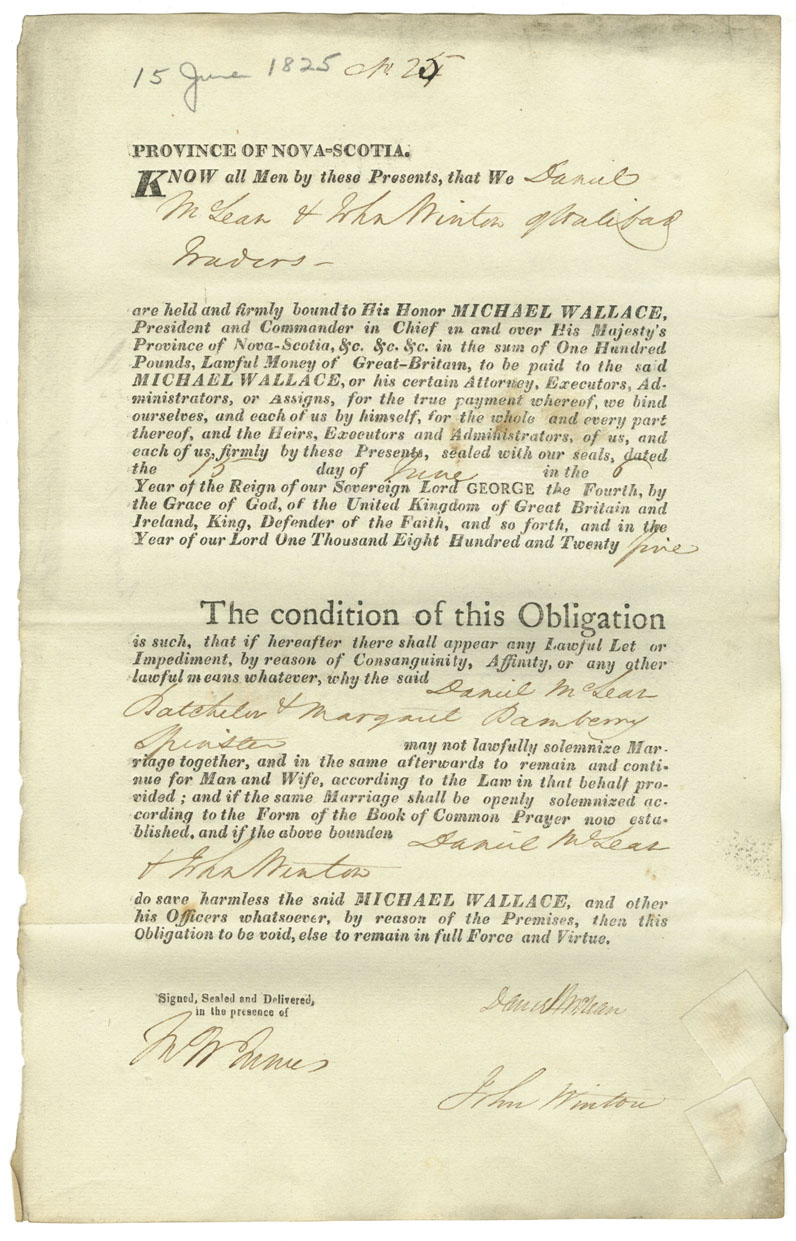 15 June 1825 No 25
PROVINCE OF NOVA-SCOTIA.
KNOW all Men by these Presents, that We Daniel
McLean & John Winton of Halifax
Traders –
are held and firmly bound to His Honor MICHAEL WALLACE,
President and Commander in Chief in and over His Majesty's
Province of Nova-Scotia, &c. &c. &c. in the sum of One Hundred
Pounds, Lawful Money of Great-Britain, to be paid to the said
MICHAEL WALLACE, or his certain Attorney, Executors, Ad-
ministrators, or Assigns, for the true payment whereof, we bind
ourselves, and each of us by himself, for the whole and every part
thereof, and the Heirs, Executors and Administrators, of us, and
each of us, firmly by these Presents, sealed with our seals, dated
the 15 day of June in the 6
Year of the Reign of our Sovereign Lord GEORGE the Fourth, by
the Grace of God, of the United Kingdom of Great Britain and
Ireland, King, Defender of the Faith, and so forth, and in the
Year of our Lord One Thousand Eight Hundred and Twenty five
The condition of this Obligation
is such, that if hereafter there shall appear any Lawful Let or
Impediment, by reason of Consanguinity, Affinity, or any other
lawful means whatever, why the said Daniel McLean
Batchelor & Margaret Bamberry
Spinster may not lawfully solemnize Mar-
riage together, and in the same afterwards to remain and conti-
nue for Man and Wife, according to the Law in that behalf pro-
vided ; and if the same Marriage shall be openly solemnized ac-
cording to the Form of the Book of Common Prayer now esta-
blished, and if the above bounden Daniel McLean
& John Winton
do save harmless the said MICHAEL WALLACE, and other
his Officers whatsoever, by reason of the Premises, then this
Obligation to be void, else to remain in full Force and Virtue.
Signed, Sealed and Delivered,
in the presence of
Daniel McLean
John Winton